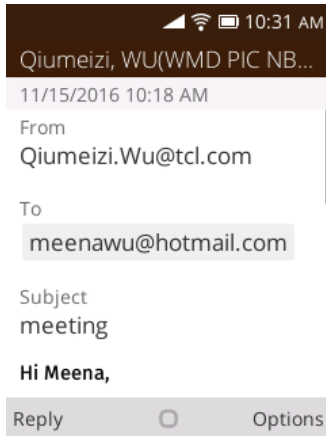 10:31 AM
Qiumeizi, WU(WMD PIC NB...
11/15/2016 10:18 AM
From
Qiumeizi.Wu@tcl.com
To
meenawu@hotmail.com
Subject
meeting
Hi Meena,
Reply Options